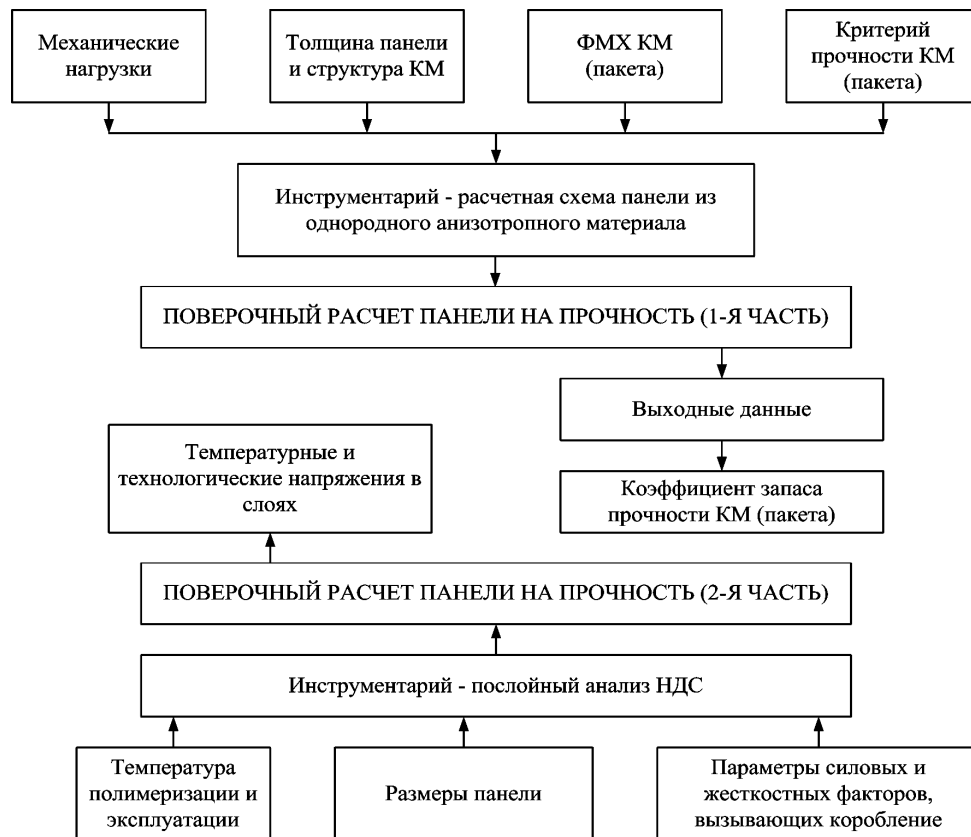 Механические
нагрузки
Толщина панели
и структура КМ
ФМХ КМ
(пакета)
Критерий
прочности КМ
(пакета)
Инструментарий - расчетная схема панели из
однородного анизотропного материала
ПОВЕРОЧНЫЙ РАСЧЕТ ПАНЕЛИ НА ПРОЧНОСТЬ (1-Я ЧАСТЬ)
Выходные данные
Температурные и
технологические напряжения в
слоях
Коэффициент запаса
прочности КМ (пакета)
ПОВЕРОЧНЫЙ РАСЧЕТ ПАНЕЛИ НА ПРОЧНОСТЬ (2-Я ЧАСТЬ)
Инструментарий - послойный анализ НДС
Температура
полимеризации и
эксплуатации
Размеры панели
Параметры силовых и
жесткостных факторов,
вызывающих коробление